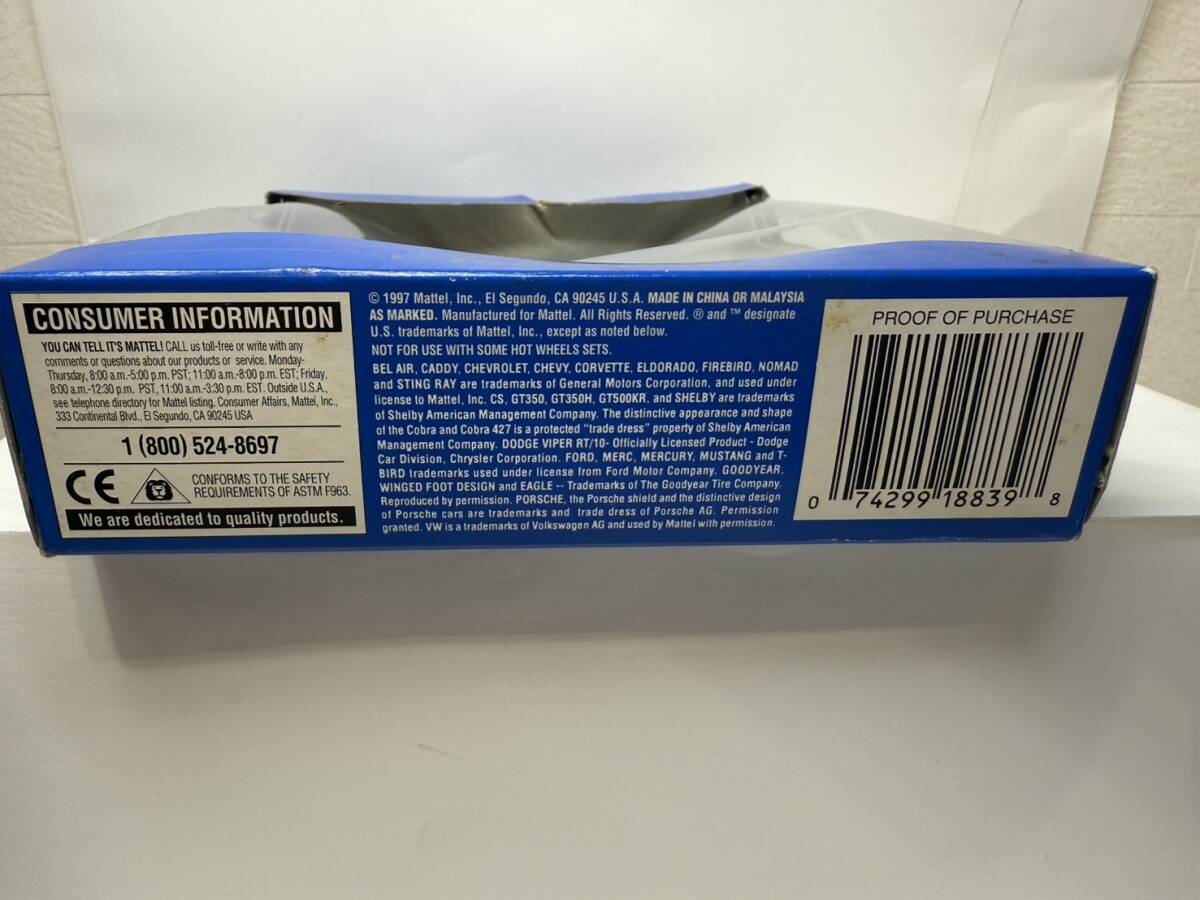 CONSUMER INFORMATION
YOU CAN TELL IT'S MATTEL! CALL us toll-free or write with any
comments or questions about our products or service. Monday-
Thursday, 8:00 a.m.-5:00 p.m. PST; 11:00 a.m.-8:00 p.m. EST; Friday,
8:00 a.m.-12:30 p.m. PST, 11:00 a.m.-3:30 p.m. EST. Outside U.S.A.,
see telephone directory for Mattel listing. Consumer Affairs, Mattel, Inc.,
333 Continental Blvd., El Segundo, CA 90245 USA
1 (800) 524-8697
CE
CONFORMS TO THE SAFETY
REQUIREMENTS OF ASTM F963.
We are dedicated to quality products.
© 1997 Mattel, Inc., El Segundo, CA 90245 U.S.A. MADE IN CHINA OR MALAYSIA
AS MARKED. Manufactured for Mattel. All Rights Reserved. ® and ™ designate
U.S. trademarks of Mattel, Inc., except as noted below.
NOT FOR USE WITH SOME HOT WHEELS SETS.
BEL AIR, CADDY, CHEVROLET, CHEVY, CORVETTE, ELDORADO, FIREBIRD, NOMAD
and STING RAY are trademarks of General Motors Corporation, and used under
license to Mattel, Inc. CS, GT350, GT350H, GT500KR, and SHELBY are trademarks
of Shelby American Management Company. The distinctive appearance and shape
of the Cobra and Cobra 427 is a protected "trade dress" property of Shelby American
Management Company. DODGE VIPER RT/10- Officially Licensed Product - Dodge
Car Division, Chrysler Corporation. FORD, MERC, MERCURY, MUSTANG and T-
BIRD trademarks used under license from Ford Motor Company. GOODYEAR,
WINGED FOOT DESIGN and EAGLE -- Trademarks of The Goodyear Tire Company.
Reproduced by permission. PORSCHE, the Porsche shield and the distinctive design
of Porsche cars are trademarks and trade dress of Porsche AG. Permission
granted. VW is a trademarks of Volkswagen AG and used by Mattel with permission.
PROOF OF PURCHASE
0 74299 18839 8